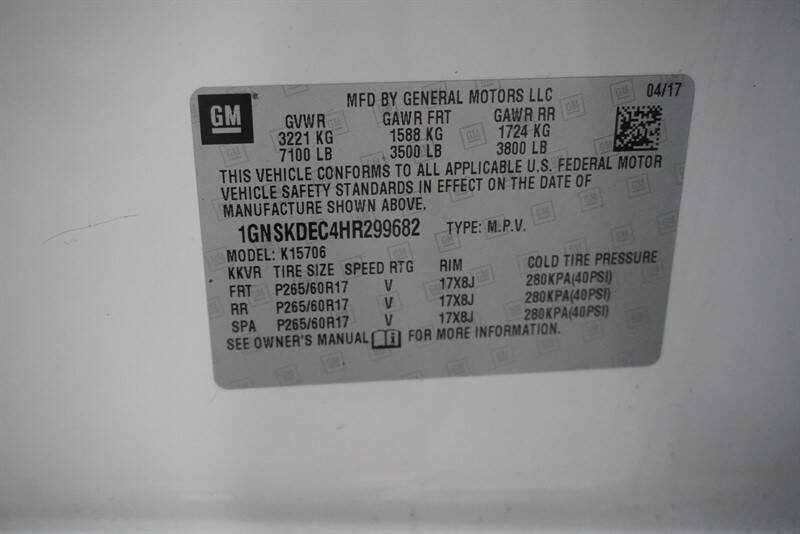 GM
MFD BY GENERAL MOTORS LLC 04/17
GVWR GAWR FRT GAWR RR
3221 KG 1588 KG 1724 KG
7100 LB 3500 LB 3800 LB
THIS VEHICLE CONFORMS TO ALL APPLICABLE U.S. FEDERAL MOTOR
VEHICLE SAFETY STANDARDS IN EFFECT ON THE DATE OF
MANUFACTURE SHOWN ABOVE.
1GNSKDEC4HR299682 TYPE: M.P.V.
MODEL: K15706
KKVR TIRE SIZE SPEED RTG RIM COLD TIRE PRESSURE
FRT P265/60R17 V 17X8J 280KPA(40PSI)
RR P265/60R17 V 17X8J 280KPA(40PSI)
SPA P265/60R17 V 17X8J 280KPA(40PSI)
SEE OWNER'S MANUAL FOR MORE INFORMATION.